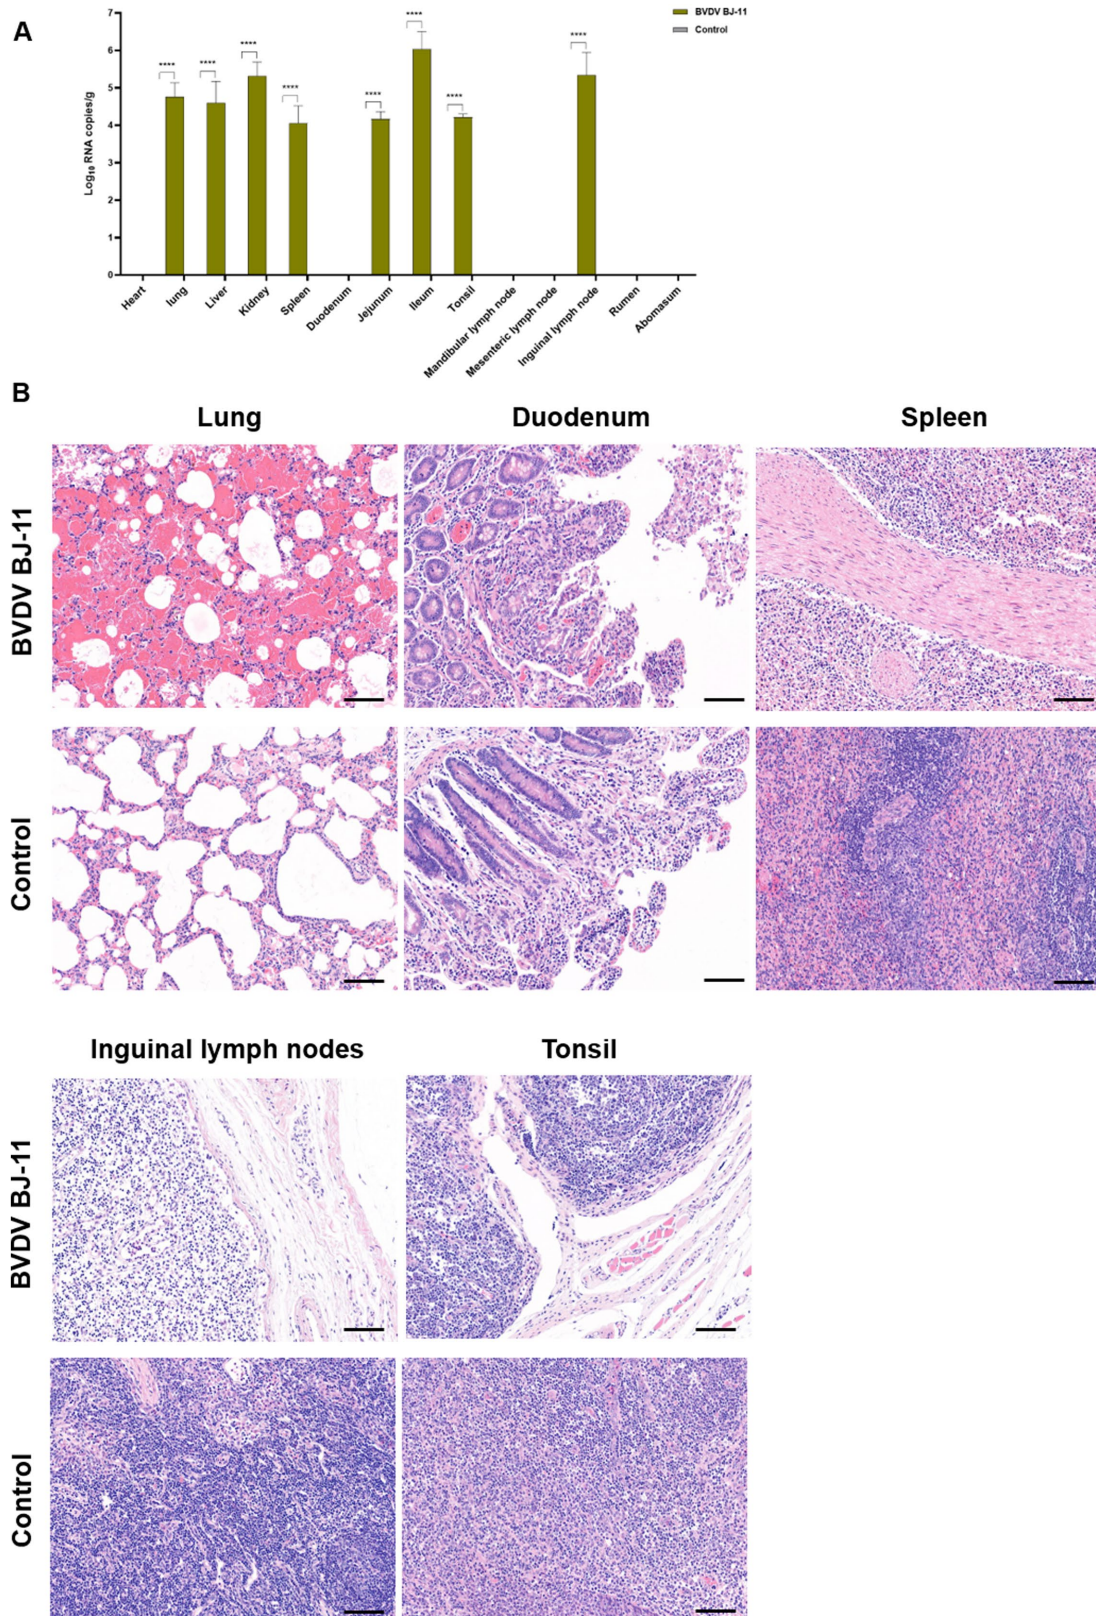 A
BVDV BJ-11
Control
Log10 RNA copies/g
7
6
5
4
3
2
1
0
****
****
****
****
****
****
****
****
Heart
lung
Liver
Kidney
Spleen
Duodenum
Jejunum
Ileum
Tonsil
Mandibular lymph node
Mesenteric lymph node
Inguinal lymph node
Rumen
Abomasum
B
Lung Duodenum Spleen
BVDV BJ-11
Control
Inguinal lymph nodes Tonsil
BVDV BJ-11
Control